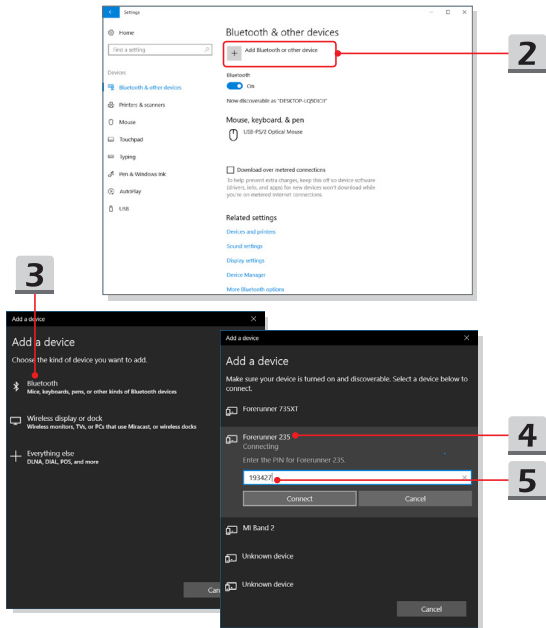 Settings
Home
Bluetooth & other devices
Find a setting
Add Bluetooth or other device
2
Devices
Bluetooth
Bluetooth & other devices
On
Printers & scanners
Now discoverable as "DESKTOP-LQ5DIC8"
Mouse
Mouse, keyboard, & pen
Touchpad
USB-PS/2 Optical Mouse
Typing
Pen & Windows Ink
Download over metered connections
AutoPlay
To help prevent extra charges, keep this off so device software
(drivers, info, and apps) for new devices won't download while
you're on metered internet connections.
USB
Related settings
Devices and printers
Sound settings
Display settings
Device Manager
More Bluetooth options
3
Add a device
Add a device
Choose the kind of device you want to add.
Bluetooth
Mice, keyboards, pens, or other kinds of Bluetooth devices
Wireless display or dock
Wireless monitors, TVs, or PCs that use Miracast, or wireless docks
Everything else
DLNA, DIAL, POS, and more
Add a device
Add a device
Make sure your device is turned on and discoverable. Select a device below to
connect.
Forerunner 735XT
Forerunner 235
4
Connecting
Enter the PIN for Forerunner 235.
193427
5
Connect
Cancel
MI Band 2
Unknown device
Unknown device
Cancel